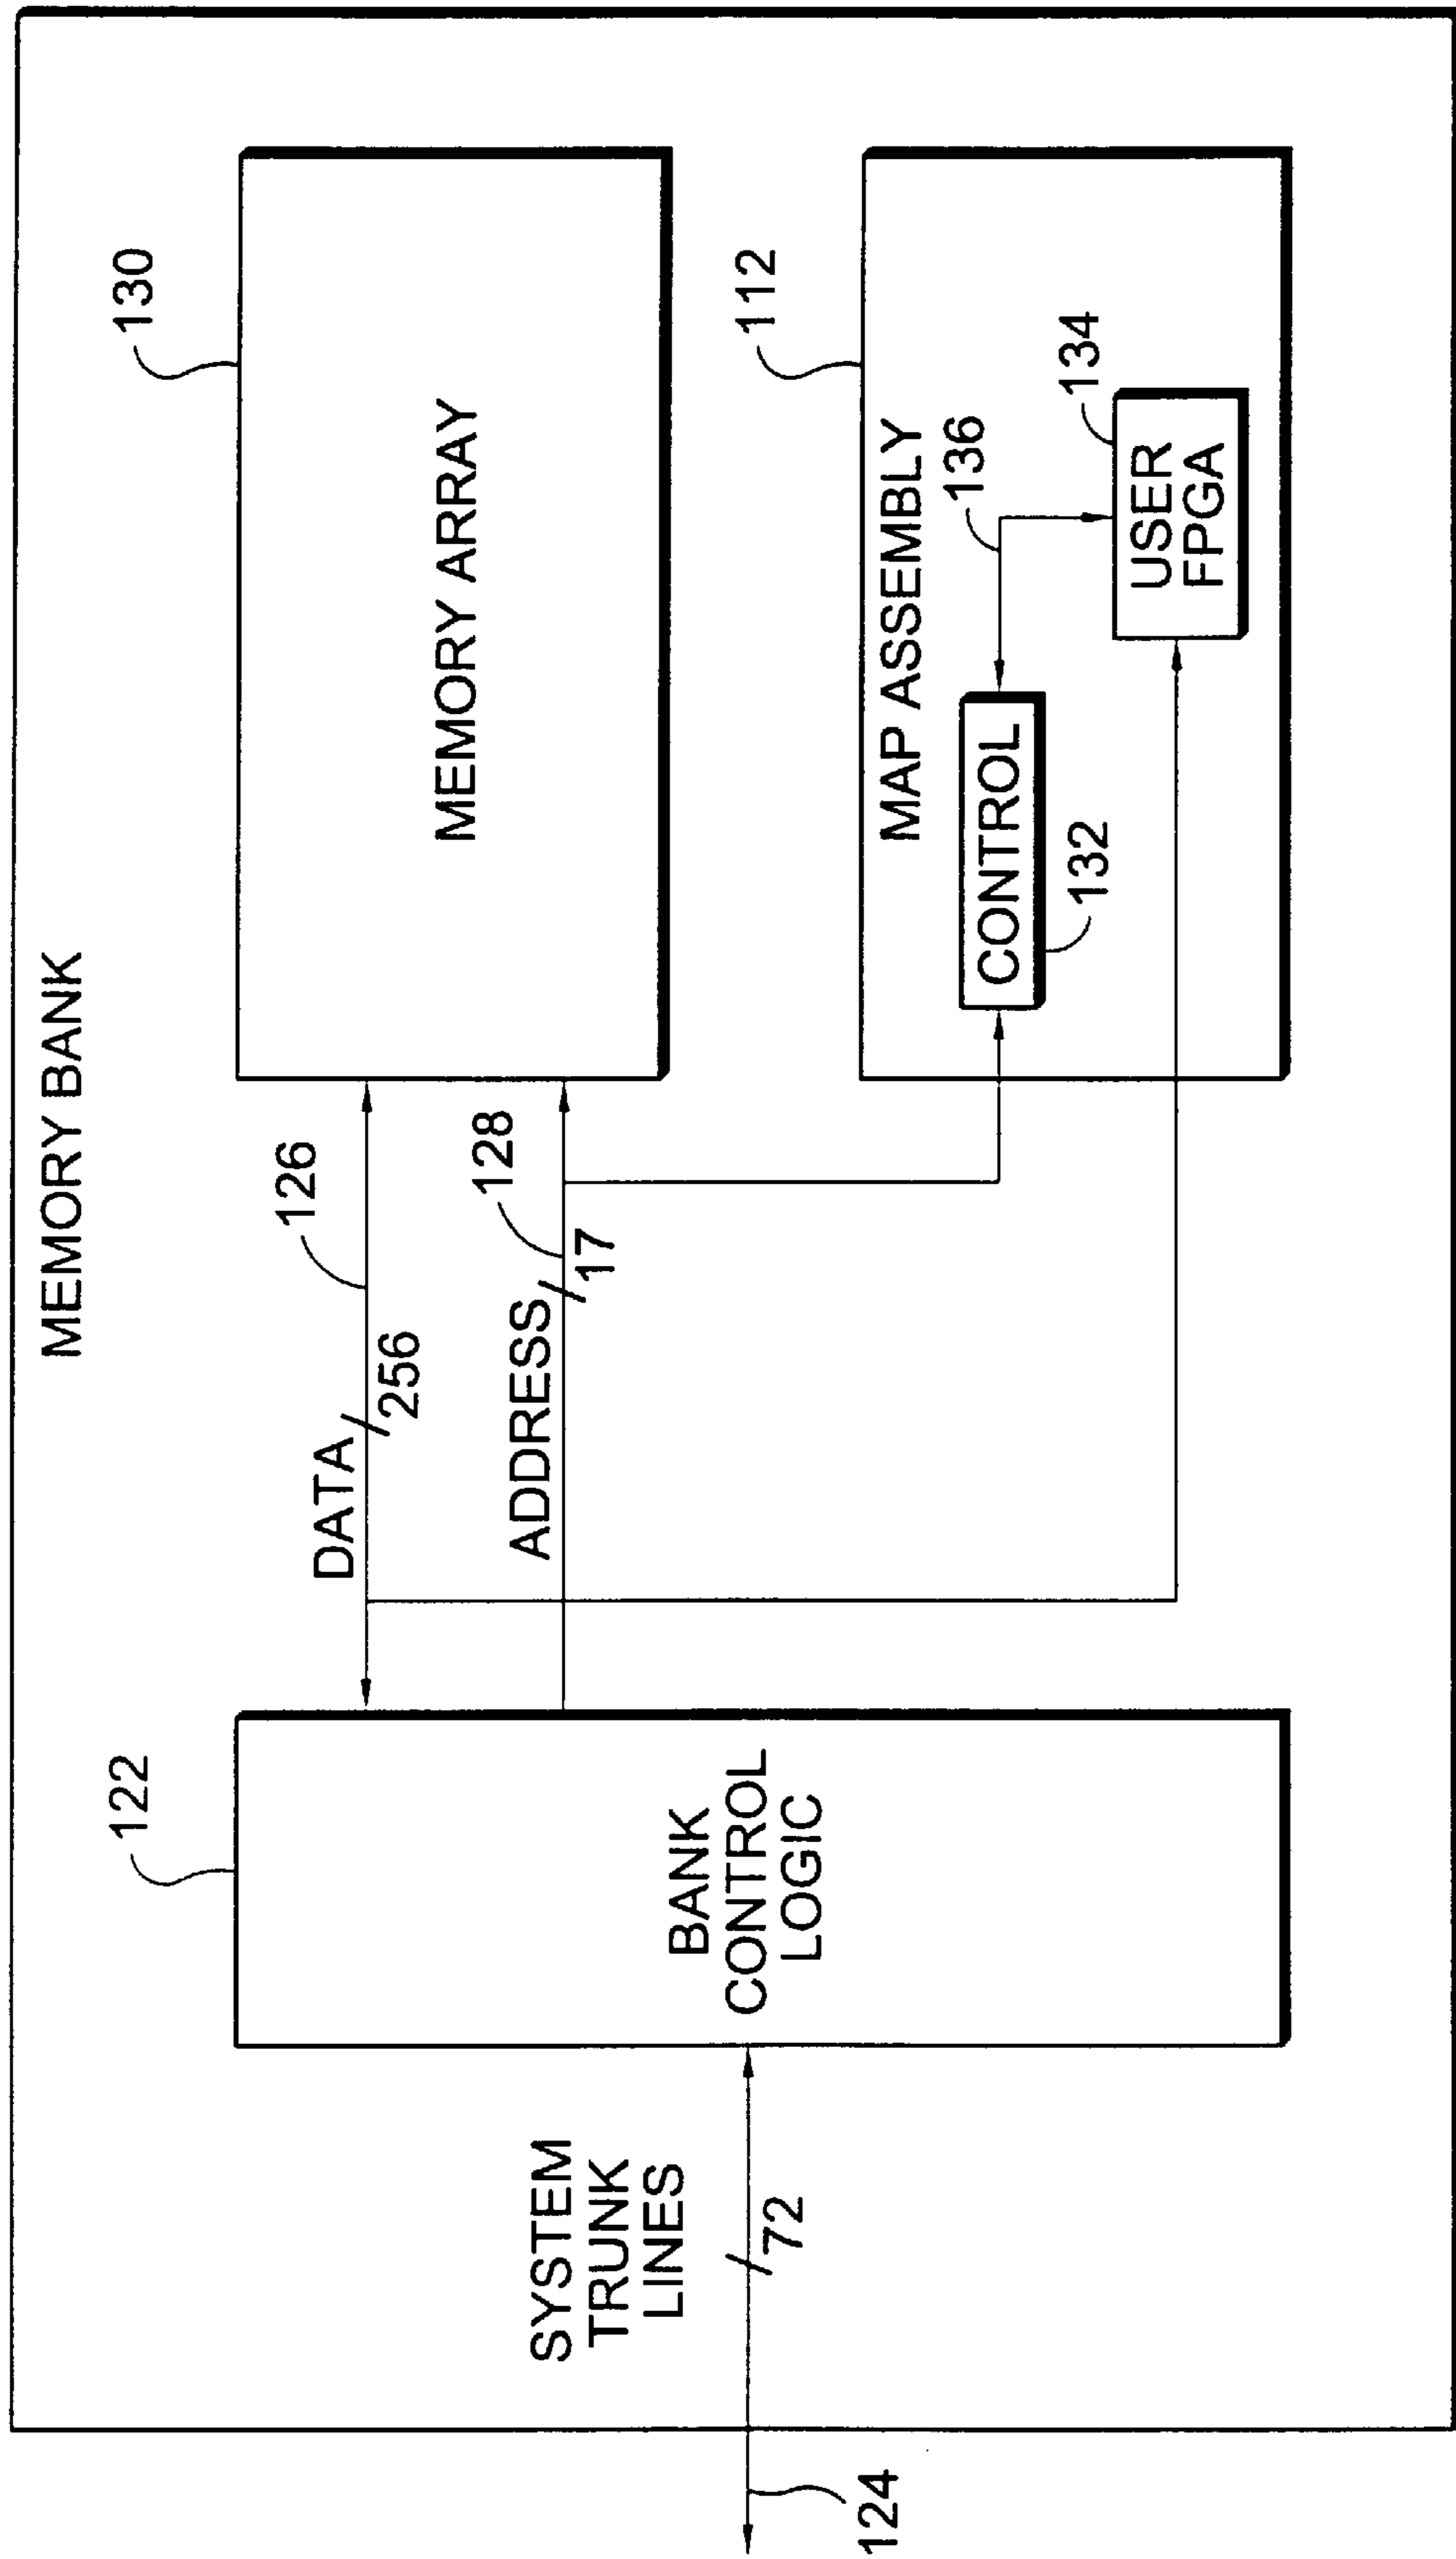 MEMORY BANK
122
130
DATA
256
126
MEMORY ARRAY
ADDRESS
17
128
SYSTEM
TRUNK
LINES
72
124
BANK
CONTROL
LOGIC
112
MAP ASSEMBLY
136
CONTROL
132
134
USER
FPGA